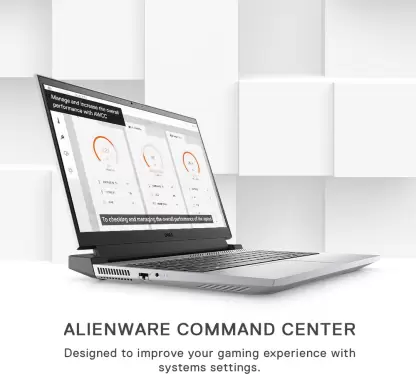 Manage and increase the overall
performance with AWCC
To checking and managing the overall performance of the laptop
DELL
ALIENWARE COMMAND CENTER
Designed to improve your gaming experience with
systems settings.